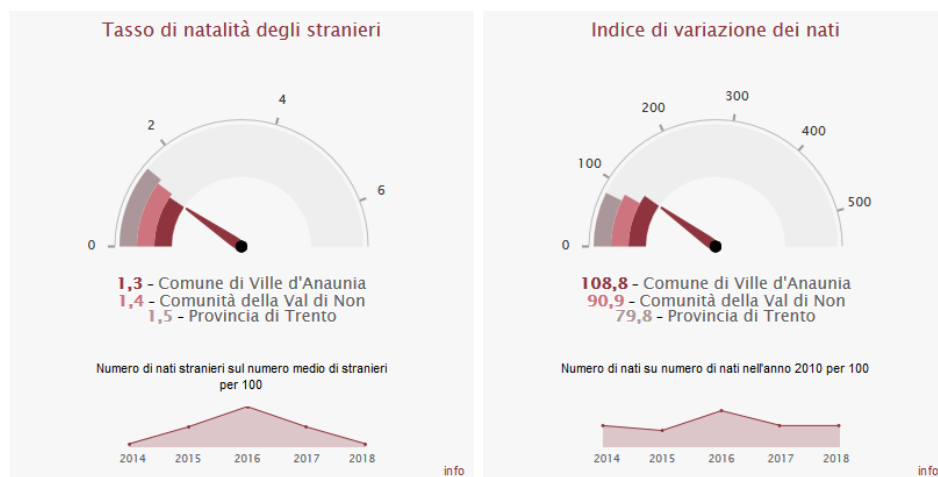 Tasso di natalità degli stranieri
0
2
4
6
1,3 - Comune di Ville d'Anaunia
1,4 - Comunità della Val di Non
1,5 - Provincia di Trento
Numero di nati stranieri sul numero medio di stranieri
per 100
2014 2015 2016 2017 2018
info
Indice di variazione dei nati
0
100
200
300
400
500
108,8 - Comune di Ville d'Anaunia
90,9 - Comunità della Val di Non
79,8 - Provincia di Trento
Numero di nati su numero di nati nell'anno 2010 per 100
2014 2015 2016 2017 2018
info